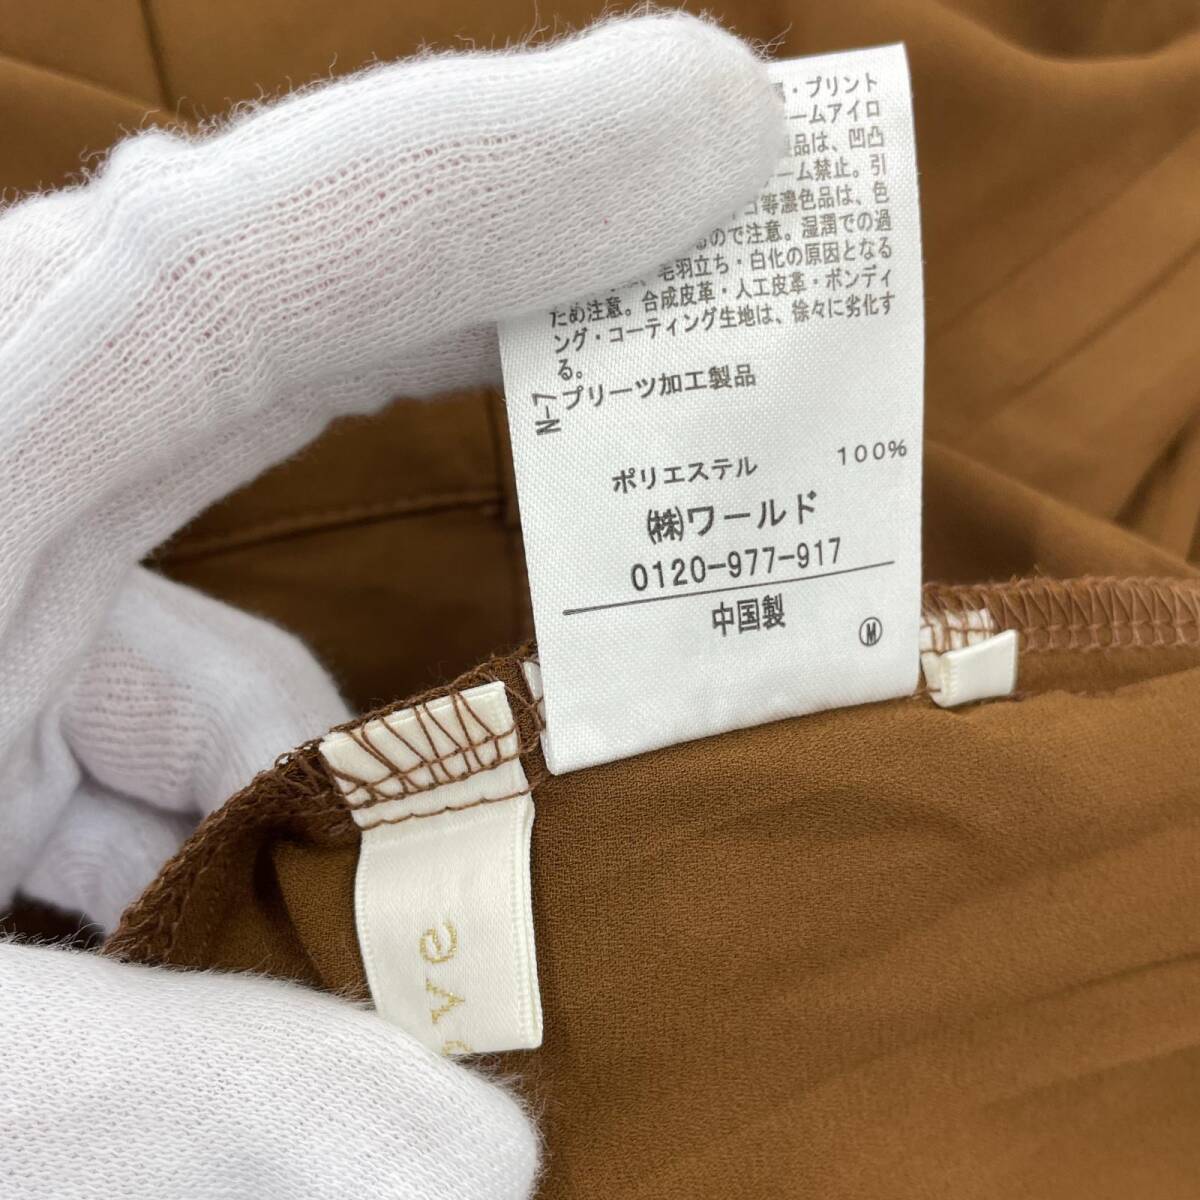 ・プリント
ームアイロ
品は、凹凸
ーム禁止。引
等濃色品は、色
るので注意。湿潤での過
毛羽立ち・白化の原因となる
ため注意。合成皮革・人工皮革・ボンディ
ング・コーティング生地は、徐々に劣化す
る。
N-7
プリーツ加工製品
ポリエステル 100%
㈱ワールド
0120-977-917
中国製
Ⓜ
ve